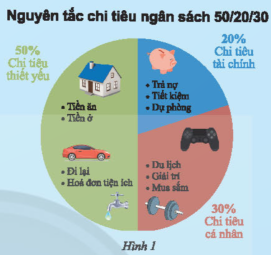 Nguyên tắc chi tiêu ngân sách 50/20/30
50%
Chi tiêu
thiết yếu
20%
Chi tiêu
tài chính
• Trả nợ
• Tiết kiệm
• Dự phòng
• Tiền ăn
• Tiền ở
• Đi lại
• Hoá đơn tiện ích
• Du lịch
• Giải trí
• Mua sắm
30%
Chi tiêu
cá nhân
Hình 1